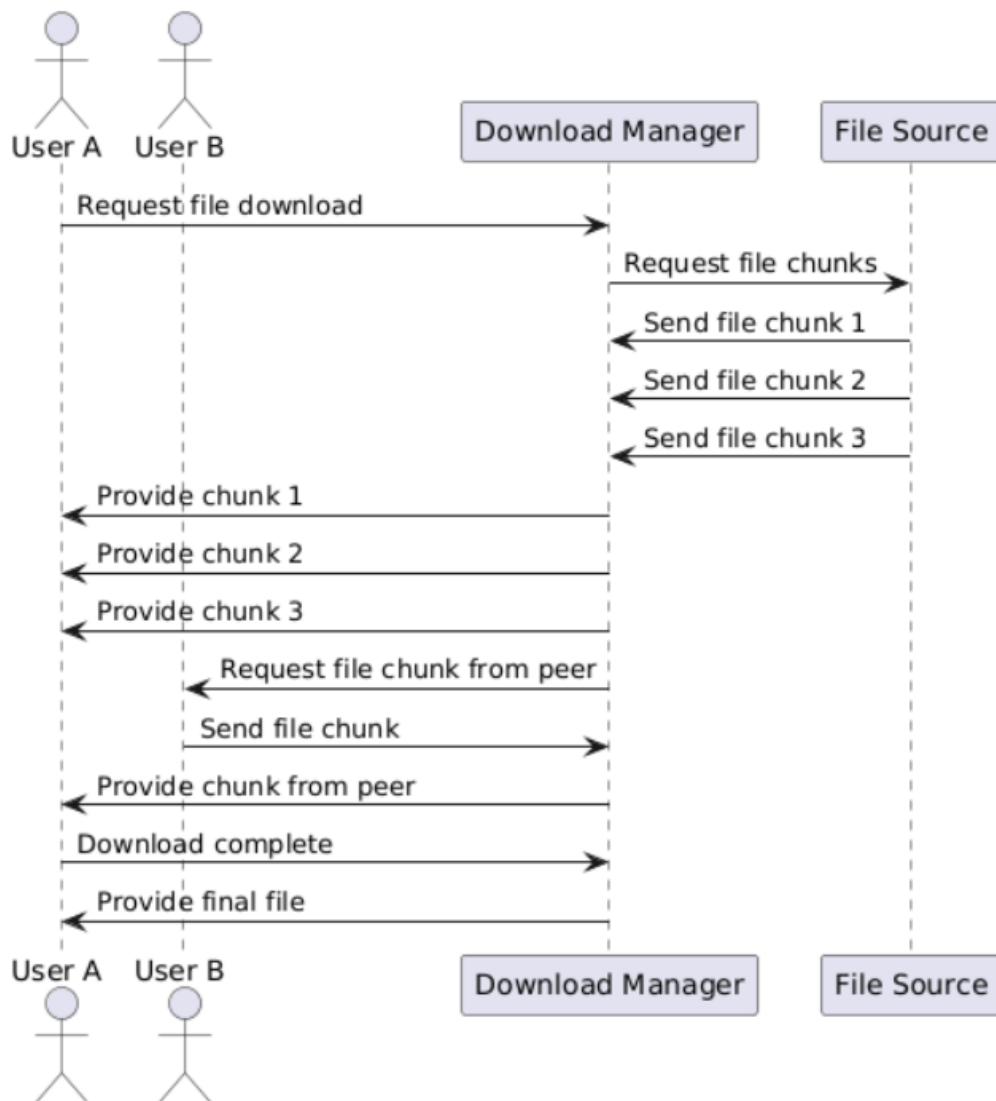 User A
User B
Download Manager
File Source
Request file download
Request file chunks
Send file chunk 1
Send file chunk 2
Send file chunk 3
Provide chunk 1
Provide chunk 2
Provide chunk 3
Request file chunk from peer
Send file chunk
Provide chunk from peer
Download complete
Provide final file
User A
User B
Download Manager
File Source